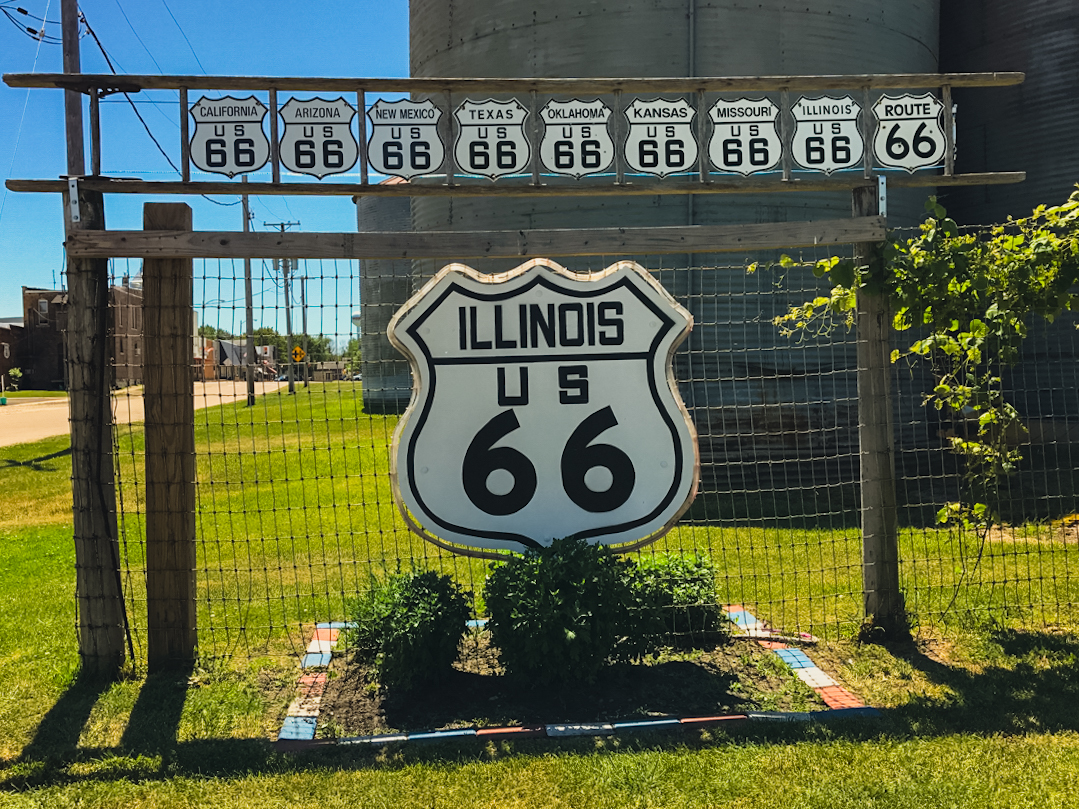 CALIFORNIA
US
66
ARIZONA
US
66
NEW MEXICO
US
66
TEXAS
US
66
OKLAHOMA
US
66
KANSAS
US
66
MISSOURI
US
66
ILLINOIS
US
66
ROUTE
66
ILLINOIS
US
66